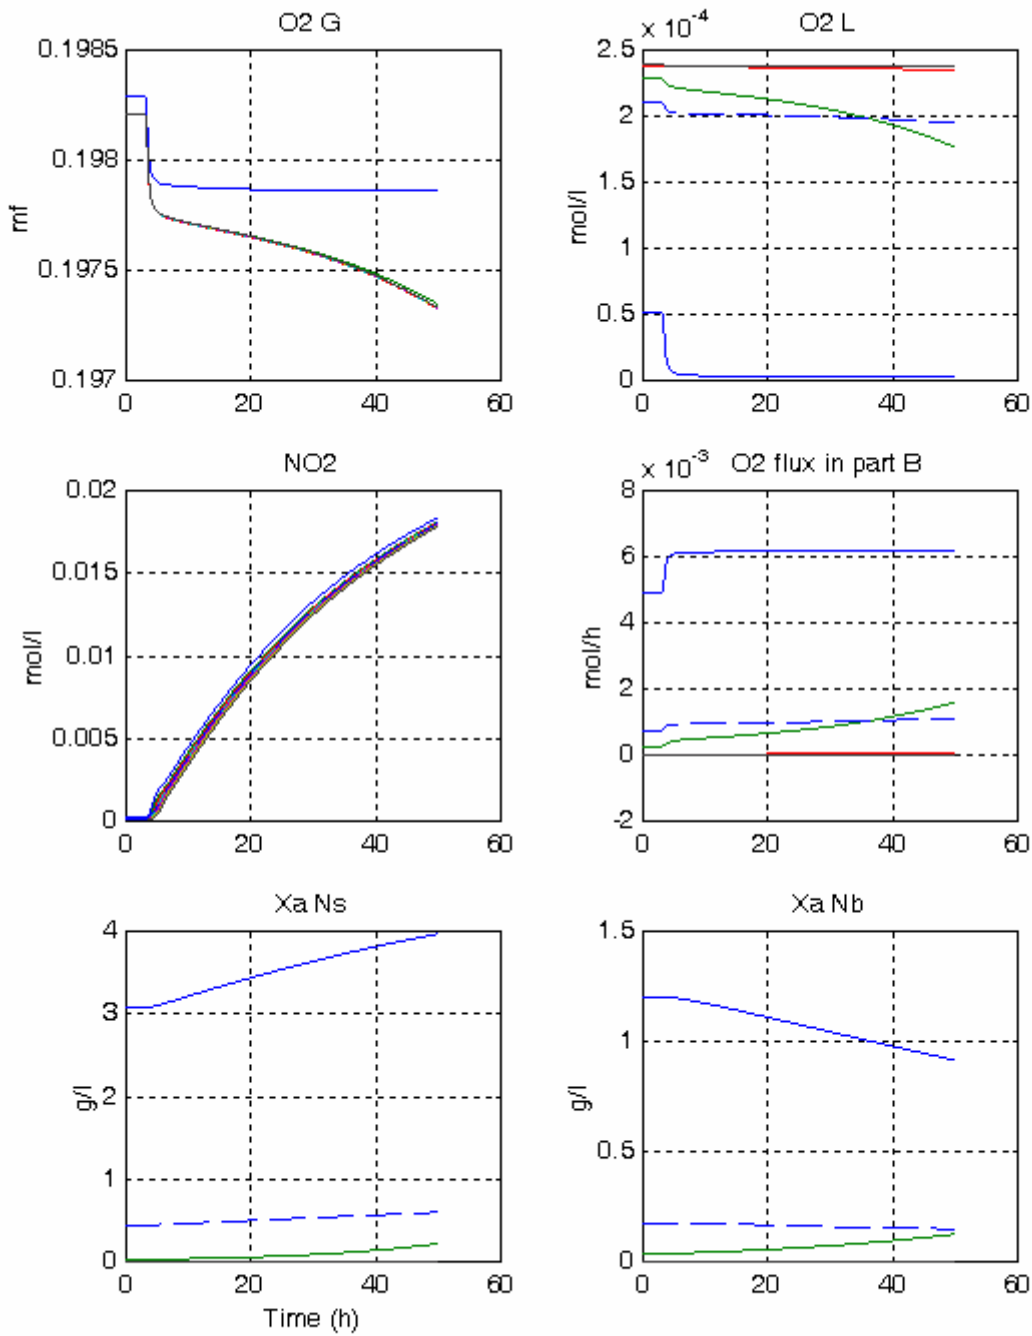 O2 G
0.1985
0.198
0.1975
0.197
mf
0 20 40 60
O2 L
x 10^-4
2.5
2
1.5
1
0.5
0
mol/l
0 20 40 60
NO2
0.02
0.015
0.01
0.005
0
mol/l
0 20 40 60
O2 flux in part B
x 10^-3
8
6
4
2
0
-2
mol/h
0 20 40 60
Xa Ns
4
3
2
1
0
g/l
0 20 40 60
Time (h)
Xa Nb
1.5
1
0.5
0
g/l
0 20 40 60